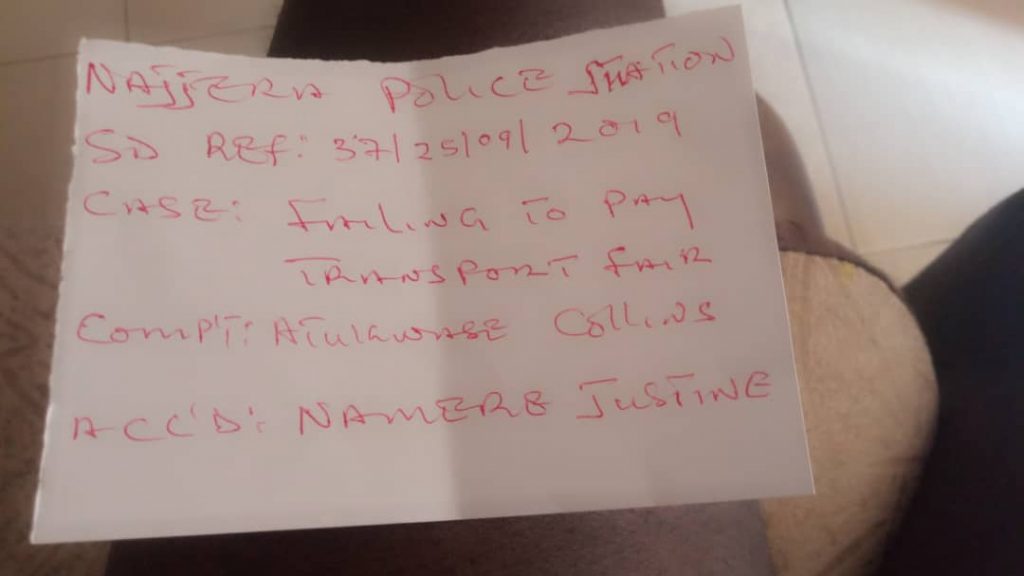 NAJJERA POLICE STATION
SD REf: 37/25/09/2019
CASE: FAILING TO PAY
TRANSPORT FAIR
COMP'T: ATUKWASE COLLINS
ACC'D: NAMERE JUSTINE